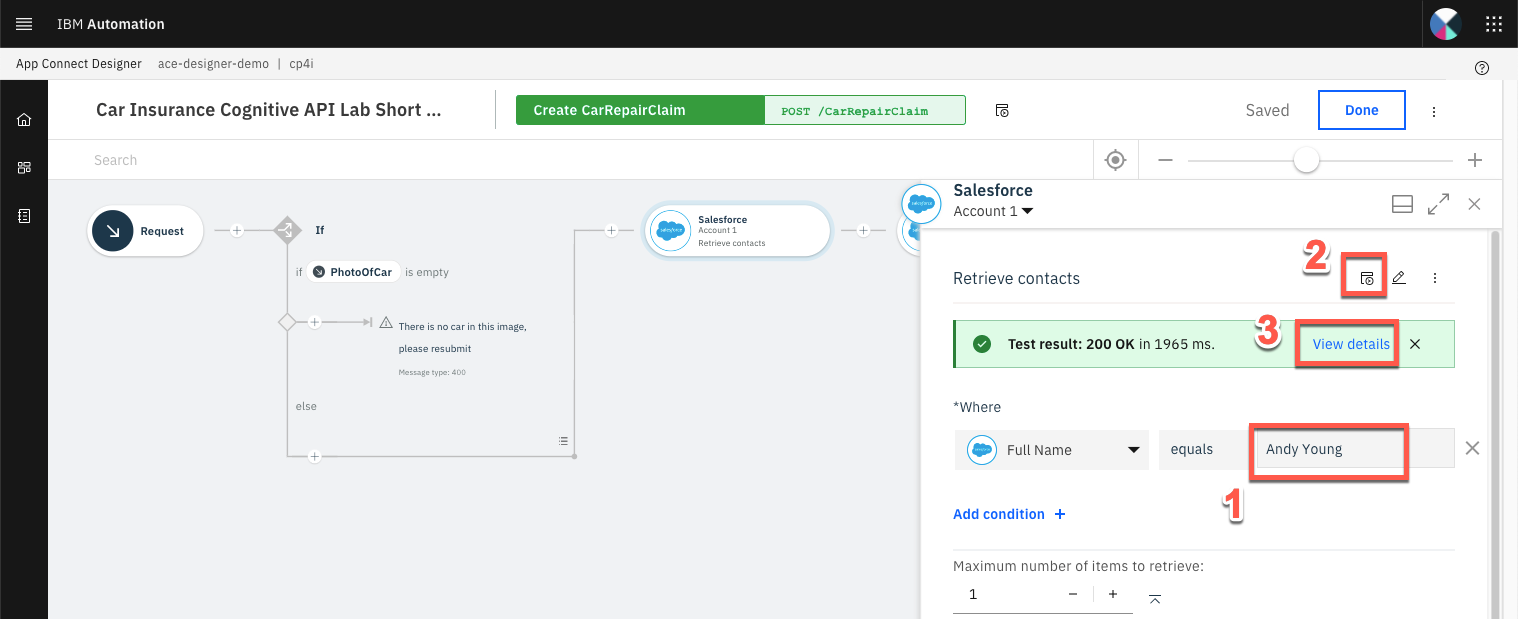 IBM Automation
App Connect Designer ace-designer-demo | cp4i
Car Insurance Cognitive API Lab Short ...
Create CarRepairClaim
POST /CarRepairClaim
Saved
Done
Search
Request
If
if PhotoOfCar is empty
There is no car in this image,
please resubmit
Message type: 400
else
Salesforce
Account 1
Retrieve contacts
Salesforce
Account 1
2
Retrieve contacts
3
Test result: 200 OK in 1965 ms.
View details
*Where
Full Name
equals
Andy Young
1
Add condition +
Maximum number of items to retrieve:
1